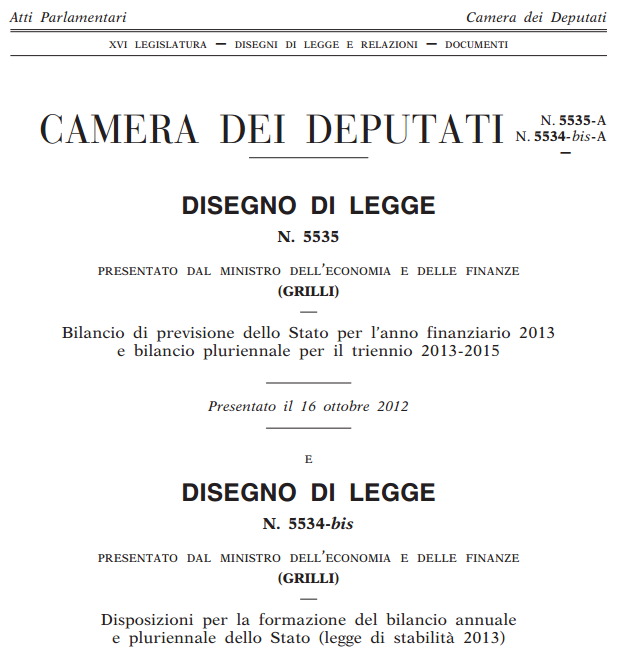 Atti Parlamentari Camera dei Deputati
XVI LEGISLATURA — DISEGNI DI LEGGE E RELAZIONI — DOCUMENTI
CAMERA DEI DEPUTATI
N. 5535-A
N. 5534-bis-A
DISEGNO DI LEGGE
N. 5535
PRESENTATO DAL MINISTRO DELL'ECONOMIA E DELLE FINANZE
(GRILLI)
Bilancio di previsione dello Stato per l'anno finanziario 2013
e bilancio pluriennale per il triennio 2013-2015
Presentato il 16 ottobre 2012
E
DISEGNO DI LEGGE
N. 5534-bis
PRESENTATO DAL MINISTRO DELL'ECONOMIA E DELLE FINANZE
(GRILLI)
Disposizioni per la formazione del bilancio annuale
e pluriennale dello Stato (legge di stabilità 2013)